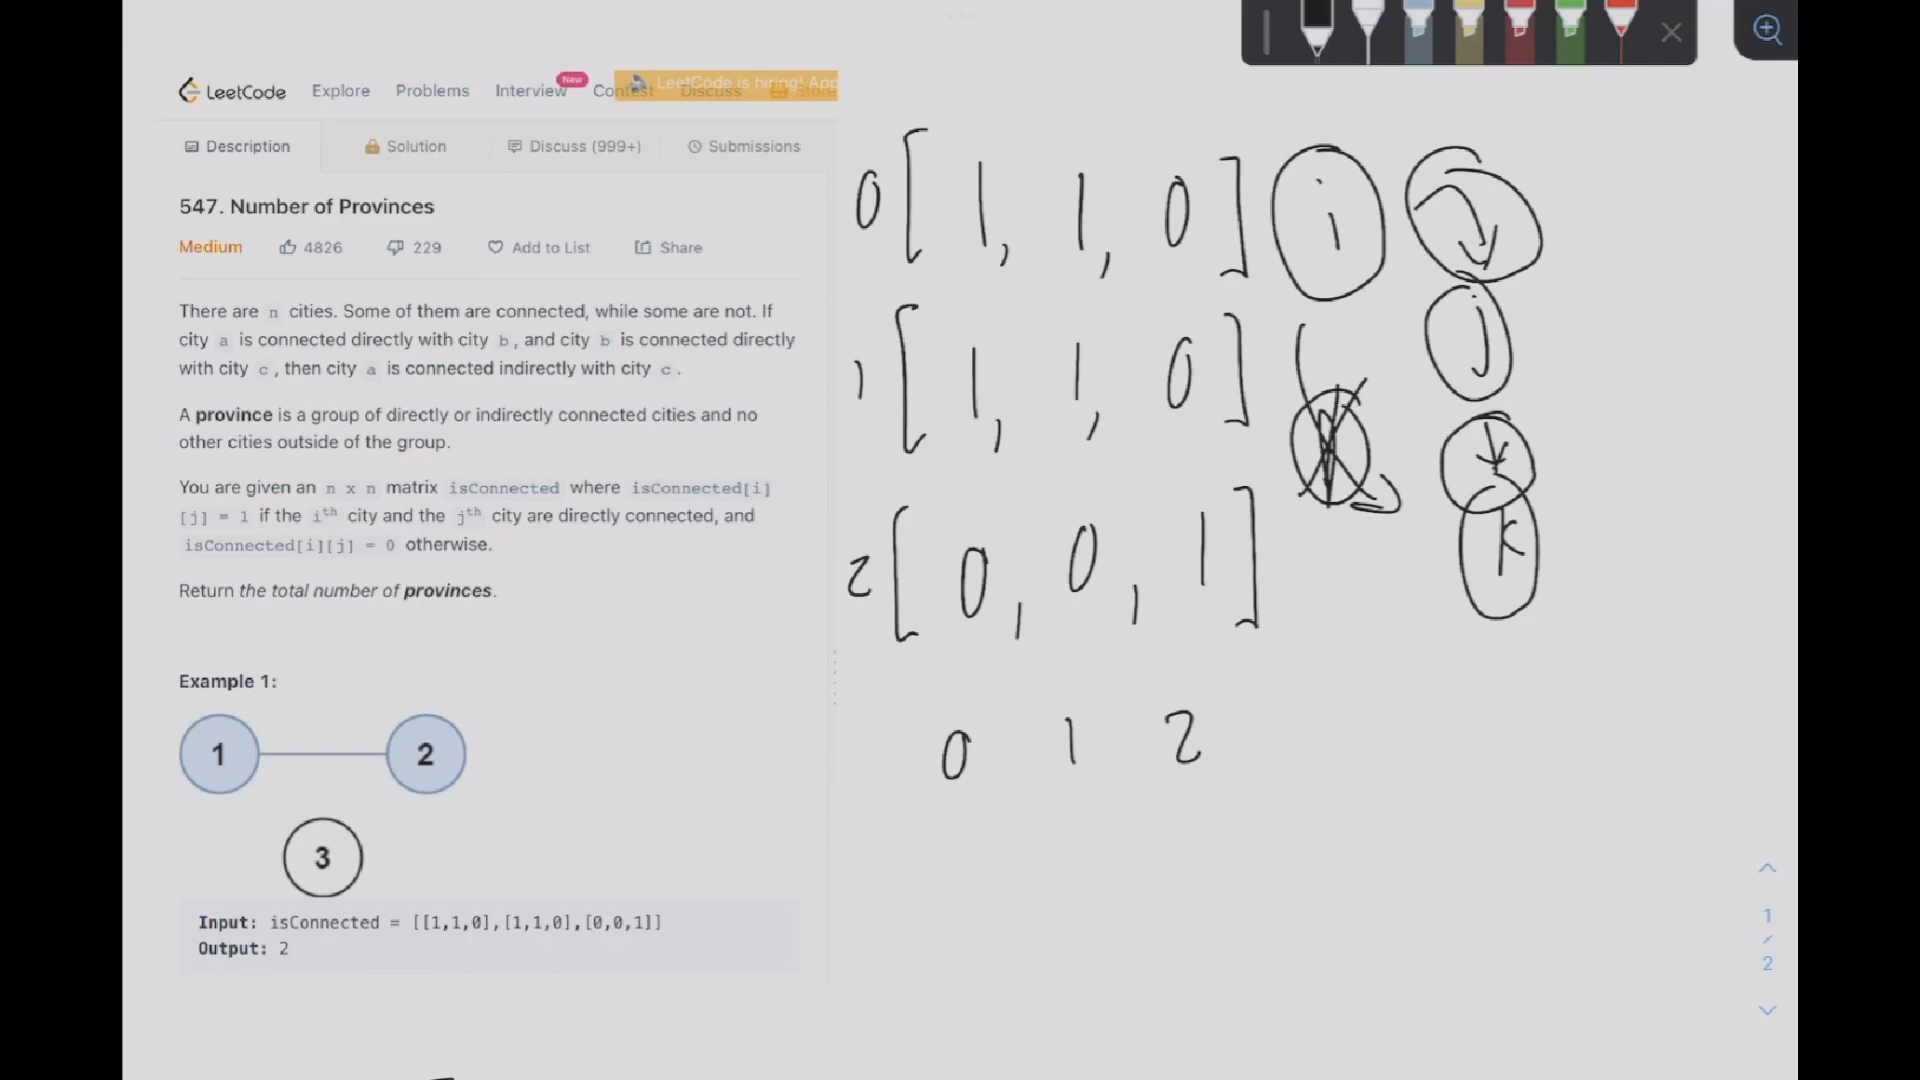 LeetCode Explore Problems Interview New Contest Discuss Store
LeetCode is hiring! App
Description Solution Discuss (999+) Submissions
547. Number of Provinces
Medium 4826 229 Add to List Share
There are n cities. Some of them are connected, while some are not. If
city a is connected directly with city b, and city b is connected directly
with city c, then city a is connected indirectly with city c.
A province is a group of directly or indirectly connected cities and no
other cities outside of the group.
You are given an n x n matrix isConnected where isConnected[i]
[j] = 1 if the ith city and the jth city are directly connected, and
isConnected[i][j] = 0 otherwise.
Return the total number of provinces.
Example 1:
1 2
3
Input: isConnected = [[1,1,0],[1,1,0],[0,0,1]]
Output: 2
0 [ 1, 1, 0 ] i
j
1 [ 1, 1, 0 ]
k
2 [ 0, 0, 1 ]
0 1 2
1
/
2